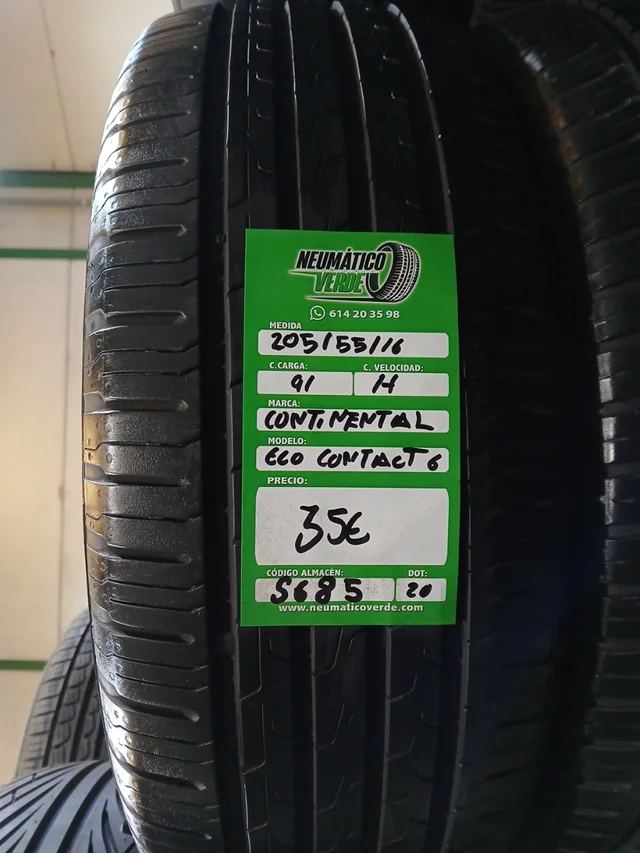 NEUMÁTICO
VERDE
614 20 35 98
MEDIDA
205/55/16
C.CARGA: C. VELOCIDAD:
91 H
MARCA:
CONTINENTAL
MODELO:
ECO CONTACT 6
PRECIO:
35€
CÓDIGO ALMACÉN: DOT:
5685 20
www.neumaticoverde.com